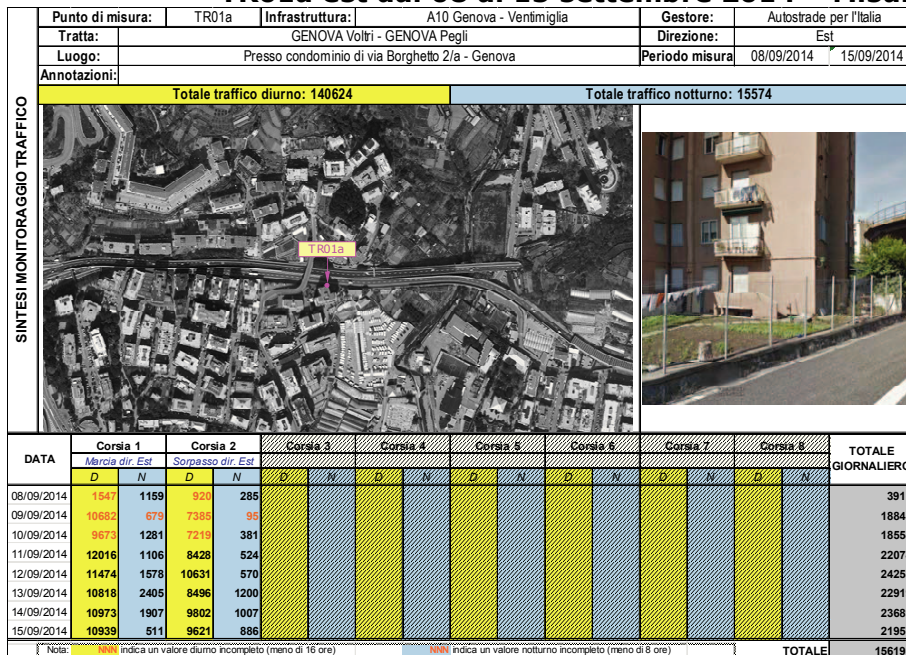 Punto di misura: TR01a Infrastruttura: A10 Genova - Ventimiglia Gestore: Autostrade per l'Italia
Tratta: GENOVA Voltri - GENOVA Pegli Direzione: Est
Luogo: Presso condominio di via Borghetto 2/a - Genova Periodo misura 08/09/2014 15/09/2014
Annotazioni:
Totale traffico diurno: 140624 Totale traffico notturno: 15574
SINTESI MONITORAGGIO TRAFFICO
TR01a
DATA Corsia 1 Corsia 2 Corsia 3 Corsia 4 Corsia 5 Corsia 6 Corsia 7 Corsia 8 TOTALE GIORNALIERO
Marcia dir. Est Sorpasso dir. Est
D N D N D N D N D N D N D N D N
08/09/2014 1547 1159 920 285 391
09/09/2014 10682 679 7385 95 1884
10/09/2014 9673 1281 7219 381 1855
11/09/2014 12016 1106 8428 524 2207
12/09/2014 11474 1578 10631 570 2425
13/09/2014 10818 2405 8496 1200 2291
14/09/2014 10973 1907 9802 1007 2368
15/09/2014 10939 511 9621 886 2195
Nota: NNN indica un valore diurno incompleto (meno di 16 ore) NNN indica un valore notturno incompleto (meno di 8 ore) TOTALE 15619